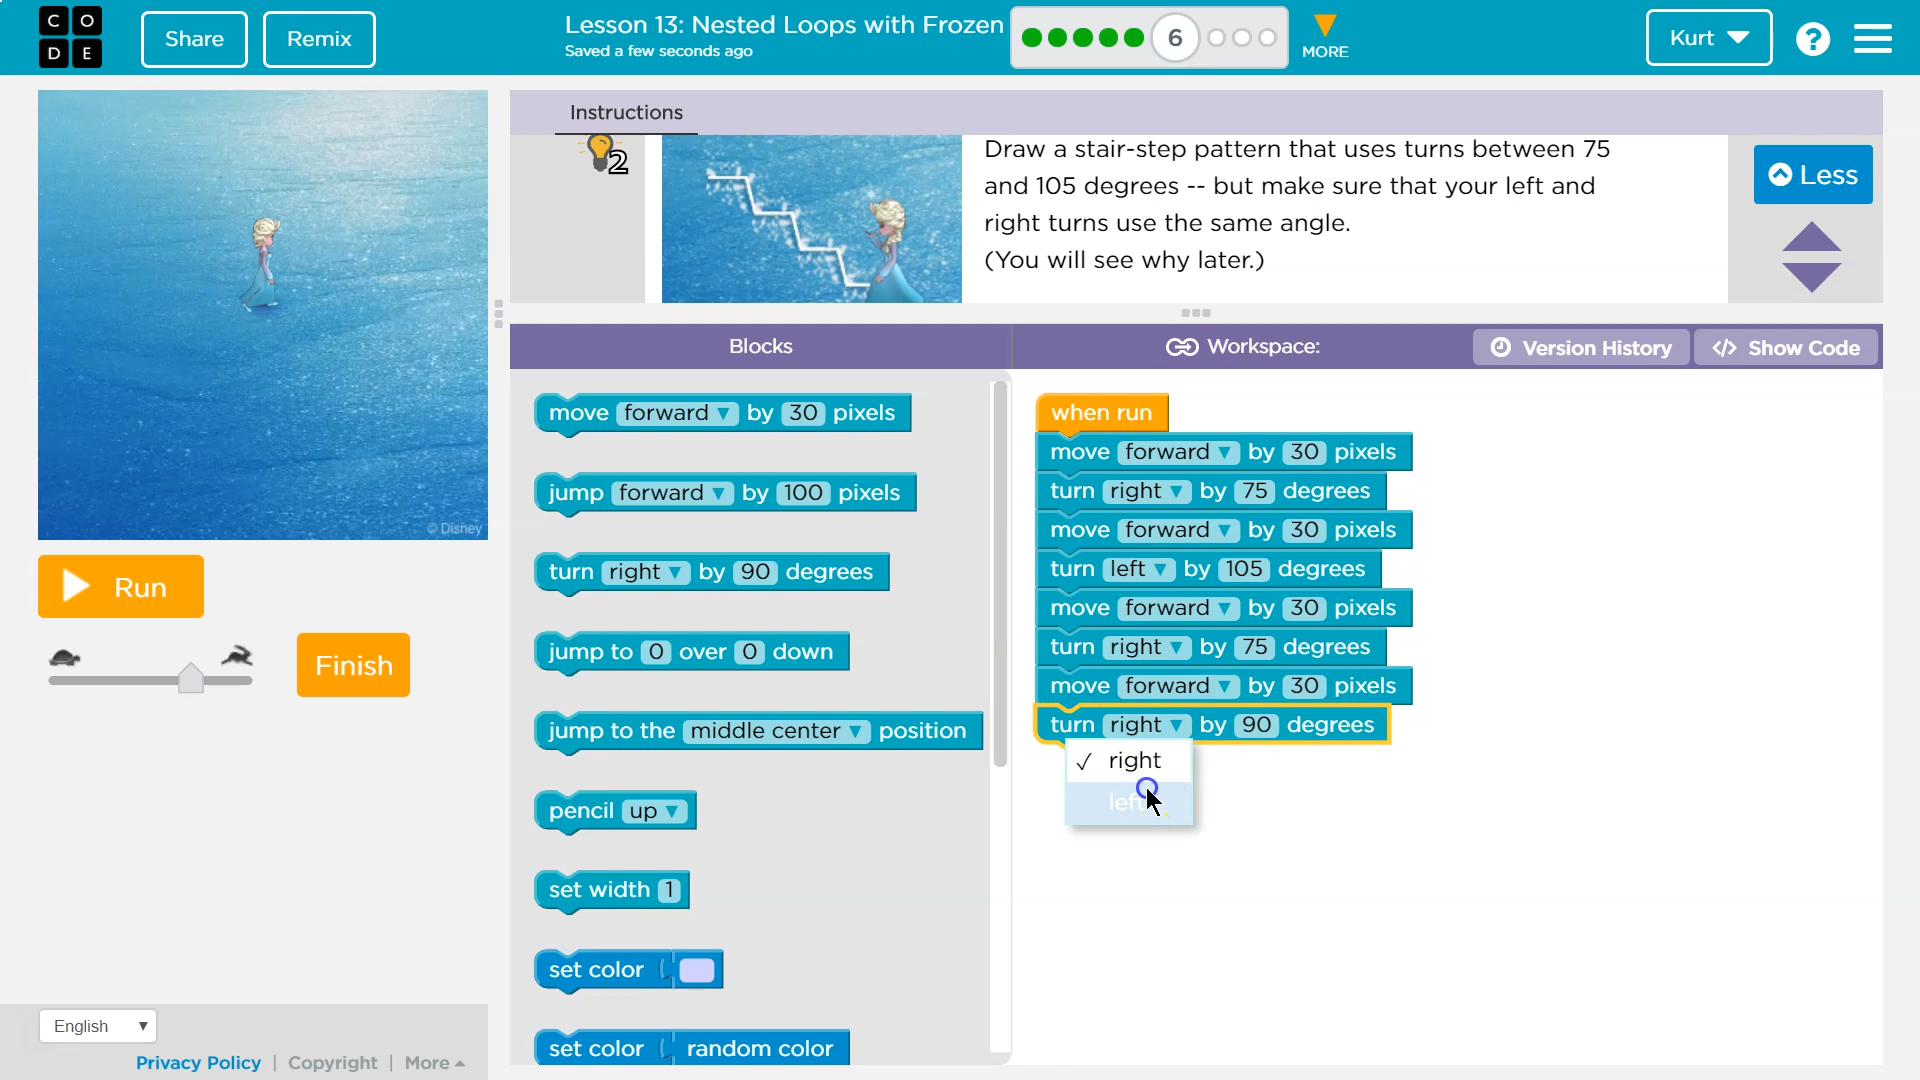 C O
D E
Share
Remix
Lesson 13: Nested Loops with Frozen
Saved a few seconds ago
6
MORE
Kurt
?
Instructions
2
Draw a stair-step pattern that uses turns between 75
and 105 degrees -- but make sure that your left and
right turns use the same angle.
(You will see why later.)
Less
© Disney
Run
Finish
Blocks
Workspace:
Version History
</> Show Code
move forward ▼ by 30 pixels
jump forward ▼ by 100 pixels
turn right ▼ by 90 degrees
jump to 0 over 0 down
jump to the middle center ▼ position
pencil up ▼
set width 1
set color
set color random color
when run
move forward ▼ by 30 pixels
turn right ▼ by 75 degrees
move forward ▼ by 30 pixels
turn left ▼ by 105 degrees
move forward ▼ by 30 pixels
turn right ▼ by 75 degrees
move forward ▼ by 30 pixels
turn right ▼ by 90 degrees
✓ right
left
English ▼
Privacy Policy | Copyright | More